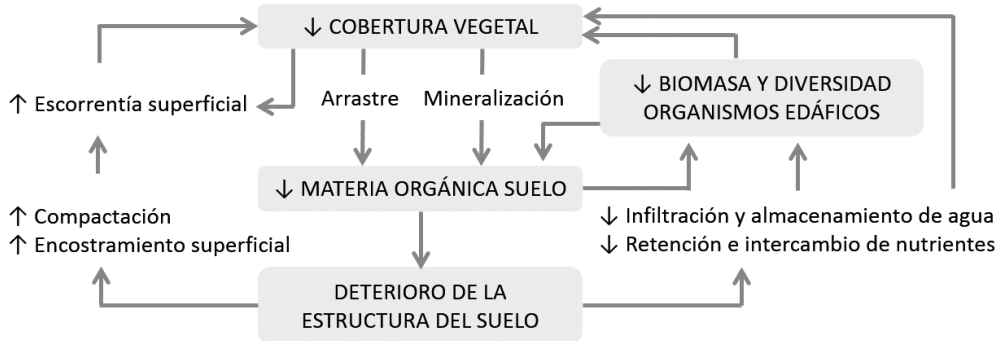 ↓ COBERTURA VEGETAL
↑ Escorrentía superficial
Arrastre
Mineralización
↓ BIOMASA Y DIVERSIDAD
ORGANISMOS EDÁFICOS
↓ MATERIA ORGÁNICA SUELO
↑ Compactación
↑ Encostramiento superficial
↓ Infiltración y almacenamiento de agua
↓ Retención e intercambio de nutrientes
DETERIORO DE LA
ESTRUCTURA DEL SUELO